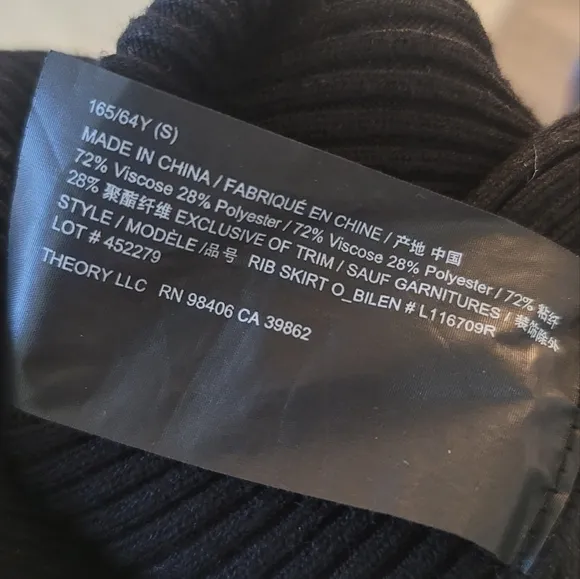 165/64Y (S)
MADE IN CHINA / FABRIQUÉ EN CHINE / 产地 中国
72% Viscose 28% Polyester / 72% Viscose 28% Polyester / 72% 粘纤
28% 聚酯纤维 EXCLUSIVE OF TRIM / SAUF GARNITURES / 装饰除外
STYLE / MODÈLE /品号 RIB SKIRT O_BILEN # L116709R
LOT # 452279
THEORY LLC RN 98406 CA 39862